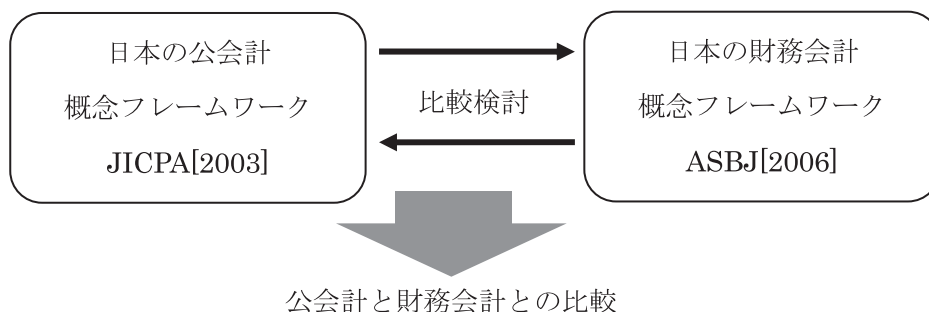 日本の公会計
概念フレームワーク
JICPA[2003]
比較検討
日本の財務会計
概念フレームワーク
ASBJ[2006]
公会計と財務会計との比較